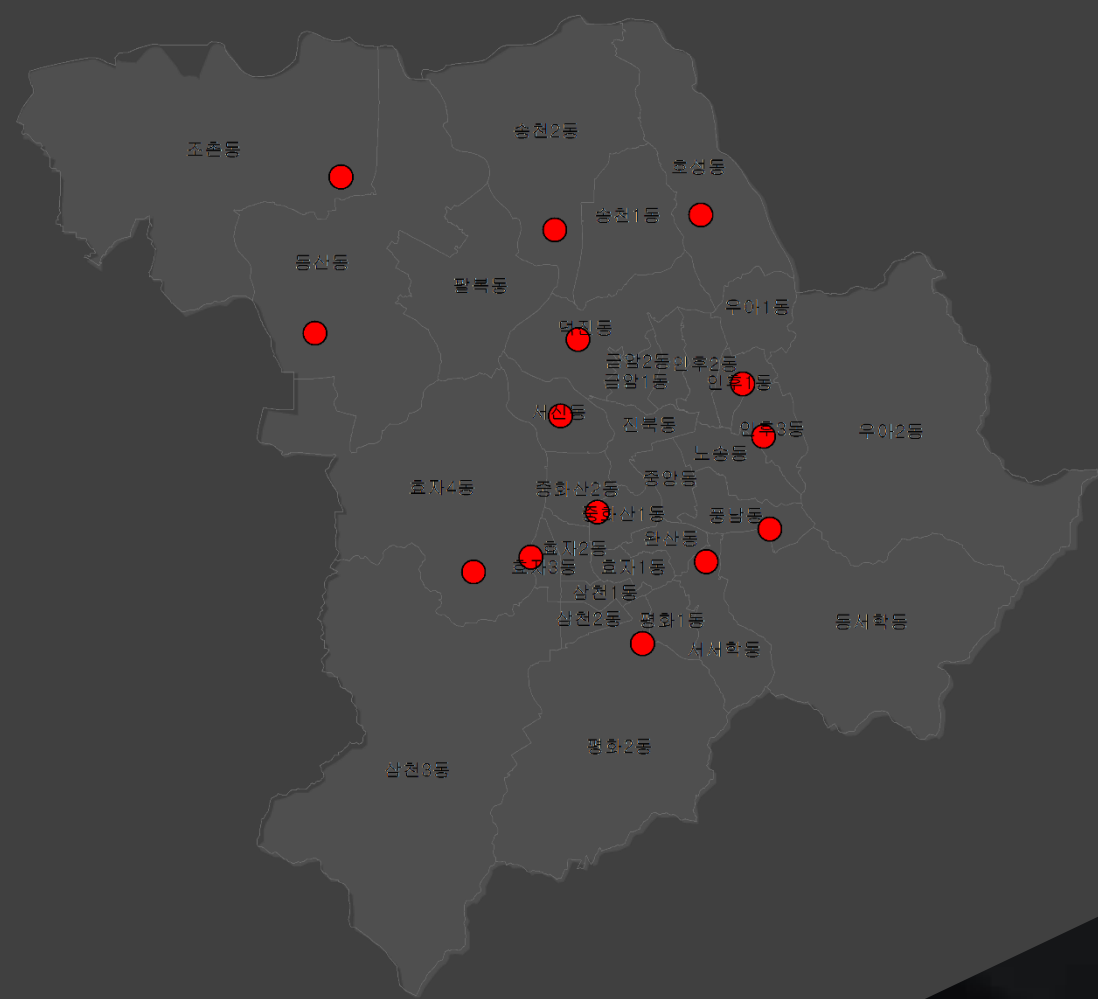 송천2동
조촌동
호성동
송천1동
동산동
팔복동
우아1동
덕진동
금암2동
인후2동
금암1동
인후1동
서신동
진북동
인후3동
우아2동
노송동
중앙동
효자4동
중화산2동
중화산1동
풍남동
완산동
효자2동
효자3동
효자1동
삼천1동
삼천2동
평화1동
동서학동
서서학동
평화2동
삼천3동